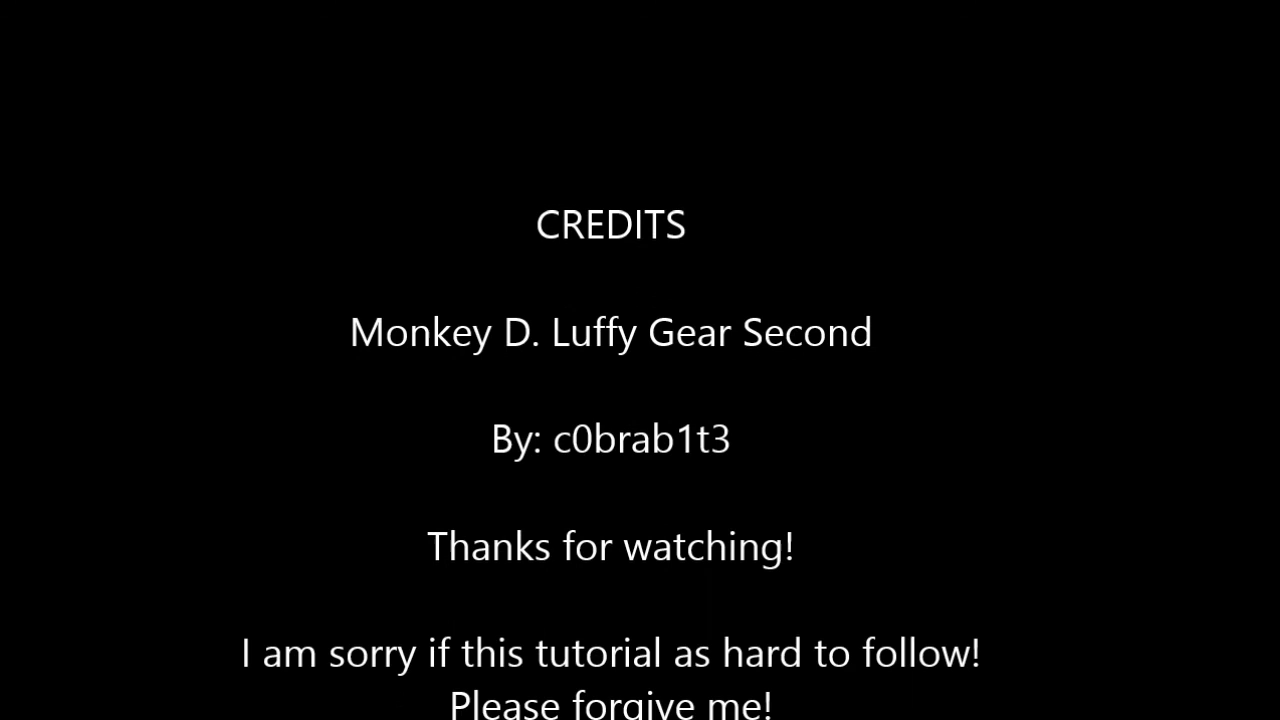 CREDITS
Monkey D. Luffy Gear Second
By: c0brab1t3
Thanks for watching!
I am sorry if this tutorial as hard to follow!
Please forgive me!